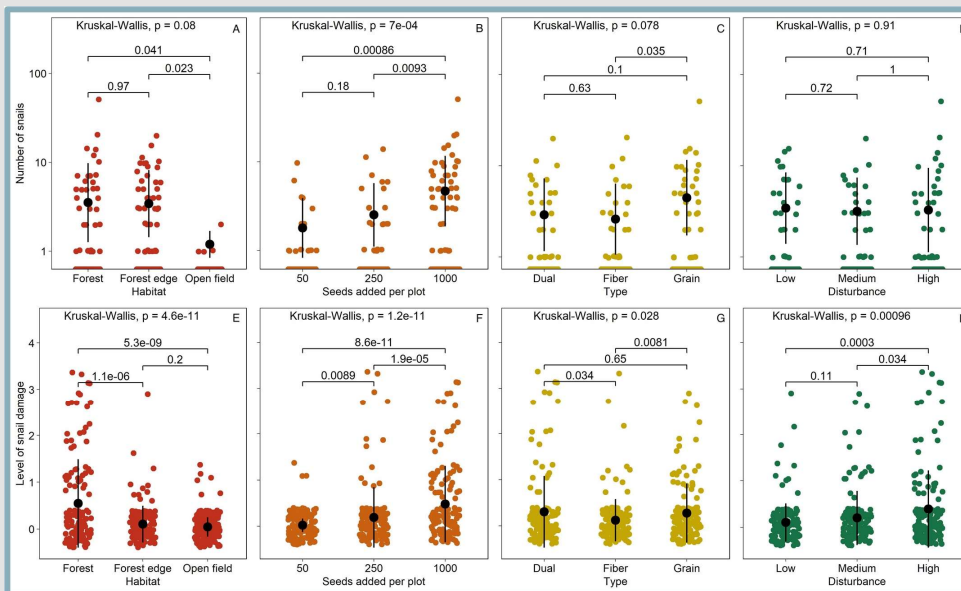 Kruskal-Wallis, p = 0.08 A
0.041
0.023
0.97
Number of snails
100
10
1
Forest Forest edge Open field
Habitat
Kruskal-Wallis, p = 7e-04 B
0.00086
0.0093
0.18
50 250 1000
Seeds added per plot
Kruskal-Wallis, p = 0.078 C
0.035
0.1
0.63
Dual Fiber Grain
Type
Kruskal-Wallis, p = 0.91
0.71
1
0.72
Low Medium High
Disturbance
Kruskal-Wallis, p = 4.6e-11 E
5.3e-09
0.2
1.1e-06
Level of snail damage
4
3
2
1
0
Forest Forest edge Open field
Habitat
Kruskal-Wallis, p = 1.2e-11 F
8.6e-11
1.9e-05
0.0089
50 250 1000
Seeds added per plot
Kruskal-Wallis, p = 0.028 G
0.0081
0.65
0.034
Dual Fiber Grain
Type
Kruskal-Wallis, p = 0.00096
0.0003
0.034
0.11
Low Medium High
Disturbance